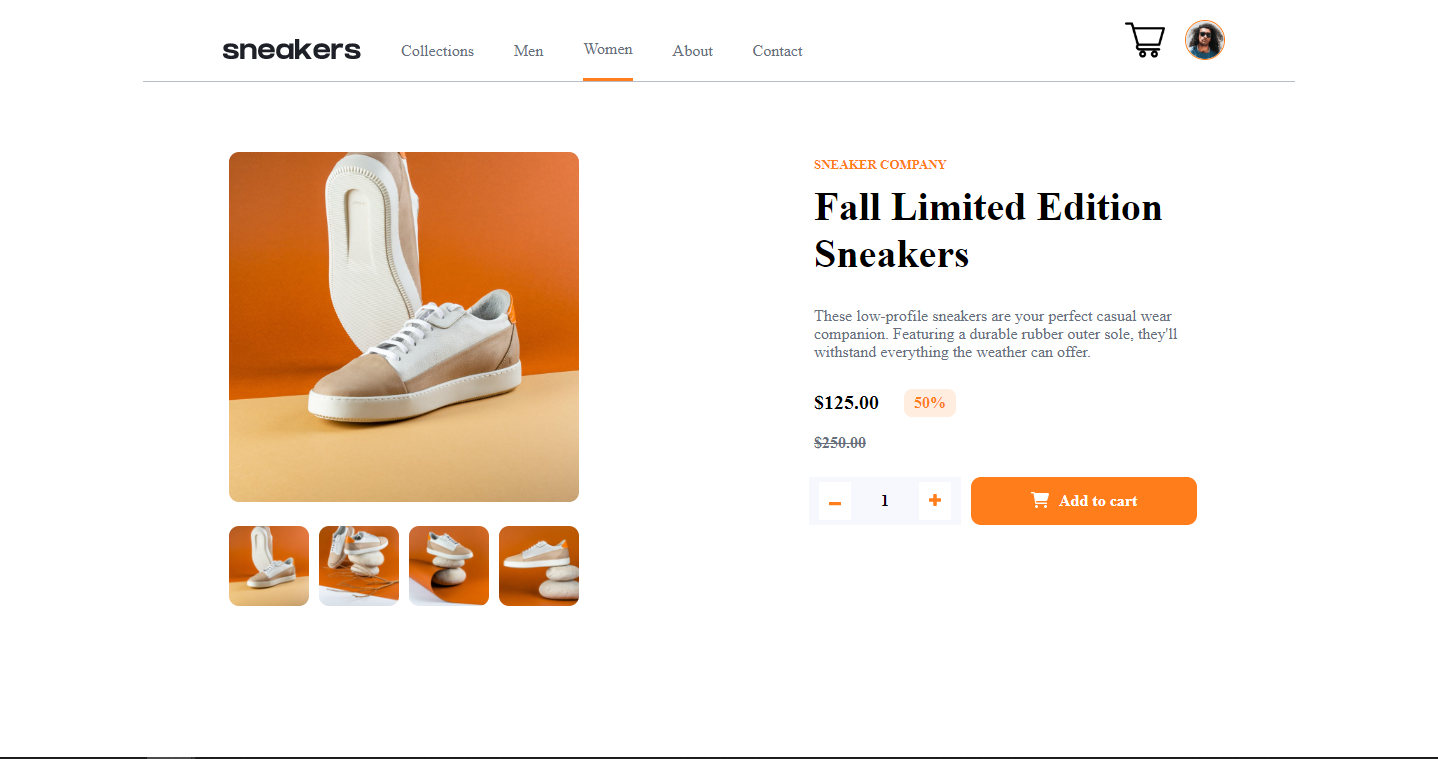 sneakers
Collections Men Women About Contact
SNEAKER COMPANY
Fall Limited Edition
Sneakers
These low-profile sneakers are your perfect casual wear
companion. Featuring a durable rubber outer sole, they'll
withstand everything the weather can offer.
$125.00 50%
$250.00
1 Add to cart